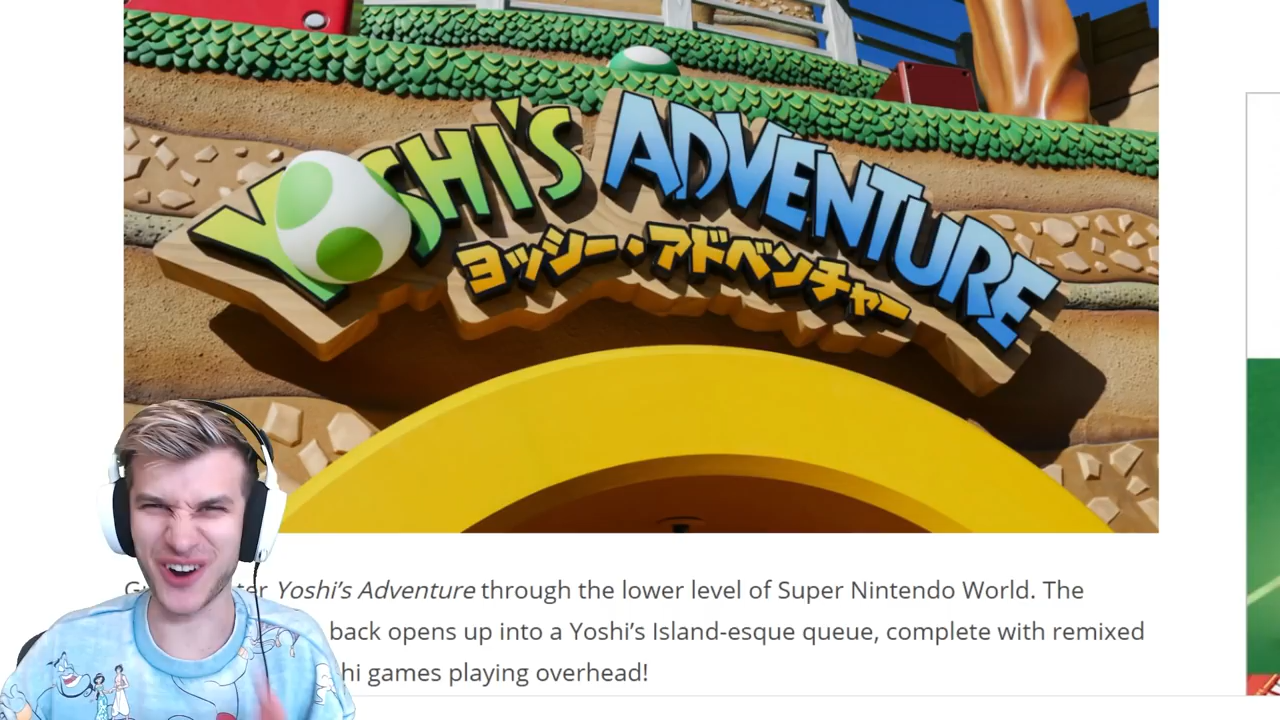 YOSHI'S ADVENTURE
ヨッシー・アドベンチャー
Yoshi's Adventure through the lower level of Super Nintendo World. The
back opens up into a Yoshi's Island-esque queue, complete with remixed
games playing overhead!